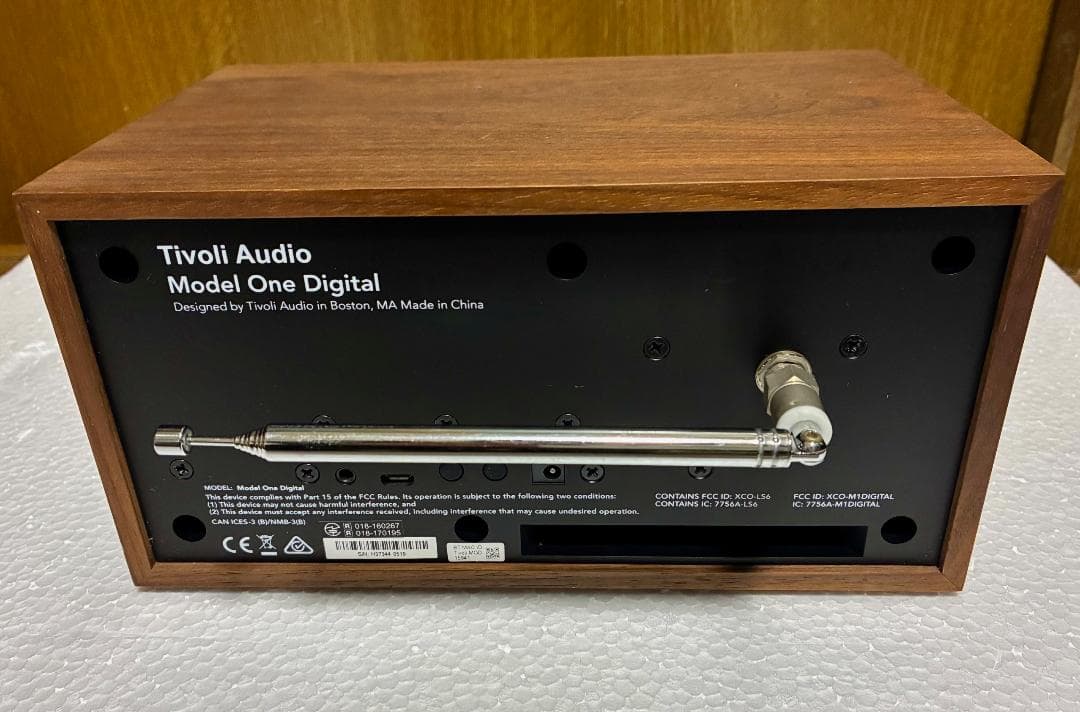 Tivoli Audio
Model One Digital
Designed by Tivoli Audio in Boston, MA Made in China
MODEL: Model One Digital
This device complies with Part 15 of the FCC Rules. Its operation is subject to the following two conditions:
(1) This device may not cause harmful interference, and
(2) This device must accept any interference received, including interference that may cause undesired operation.
CAN ICES-3 (B)/NMB-3(B)
CONTAINS FCC ID: XCO-LS6
CONTAINS IC: 7756A-LS6
FCC ID: XCO-M1DIGITAL
IC: 7756A-M1DIGITAL
R 018-160267
R 018-170195
CE